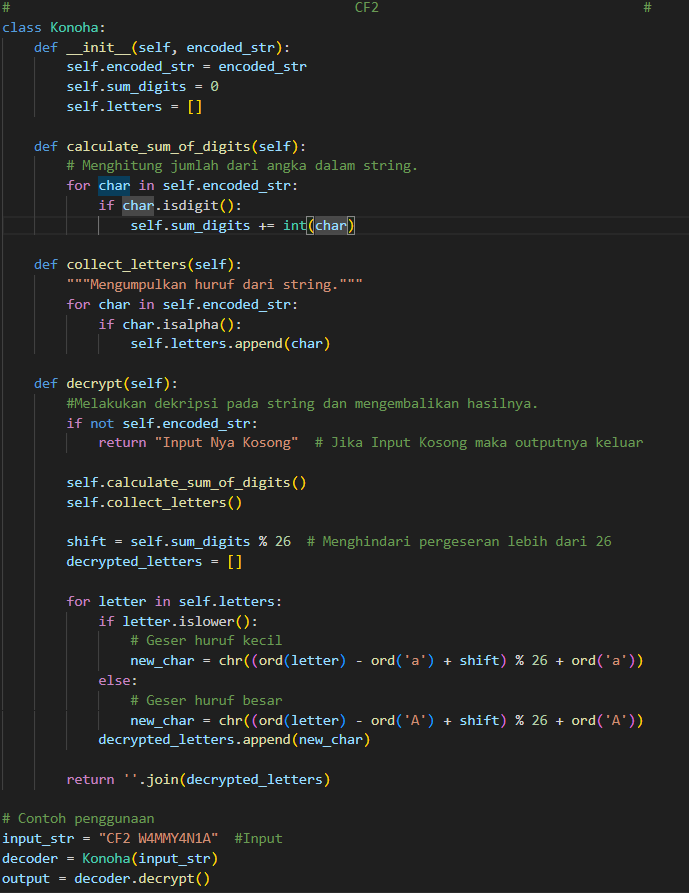 #                                           CF2                                 #
class Konoha:
    def __init__(self, encoded_str):
        self.encoded_str = encoded_str
        self.sum_digits = 0
        self.letters = []

    def calculate_sum_of_digits(self):
        # Menghitung jumlah dari angka dalam string.
        for char in self.encoded_str:
            if char.isdigit():
                self.sum_digits += int(char)

    def collect_letters(self):
        """Mengumpulkan huruf dari string."""
        for char in self.encoded_str:
            if char.isalpha():
                self.letters.append(char)

    def decrypt(self):
        #Melakukan dekripsi pada string dan mengembalikan hasilnya.
        if not self.encoded_str:
            return "Input Nya Kosong"  # Jika Input Kosong maka outputnya keluar

        self.calculate_sum_of_digits()
        self.collect_letters()

        shift = self.sum_digits % 26  # Menghindari pergeseran lebih dari 26
        decrypted_letters = []

        for letter in self.letters:
            if letter.islower():
                # Geser huruf kecil
                new_char = chr((ord(letter) - ord('a') + shift) % 26 + ord('a'))
            else:
                # Geser huruf besar
                new_char = chr((ord(letter) - ord('A') + shift) % 26 + ord('A'))
            decrypted_letters.append(new_char)

        return ''.join(decrypted_letters)

# Contoh penggunaan
input_str = "CF2 W4MMY4N1A"  #Input
decoder = Konoha(input_str)
output = decoder.decrypt()